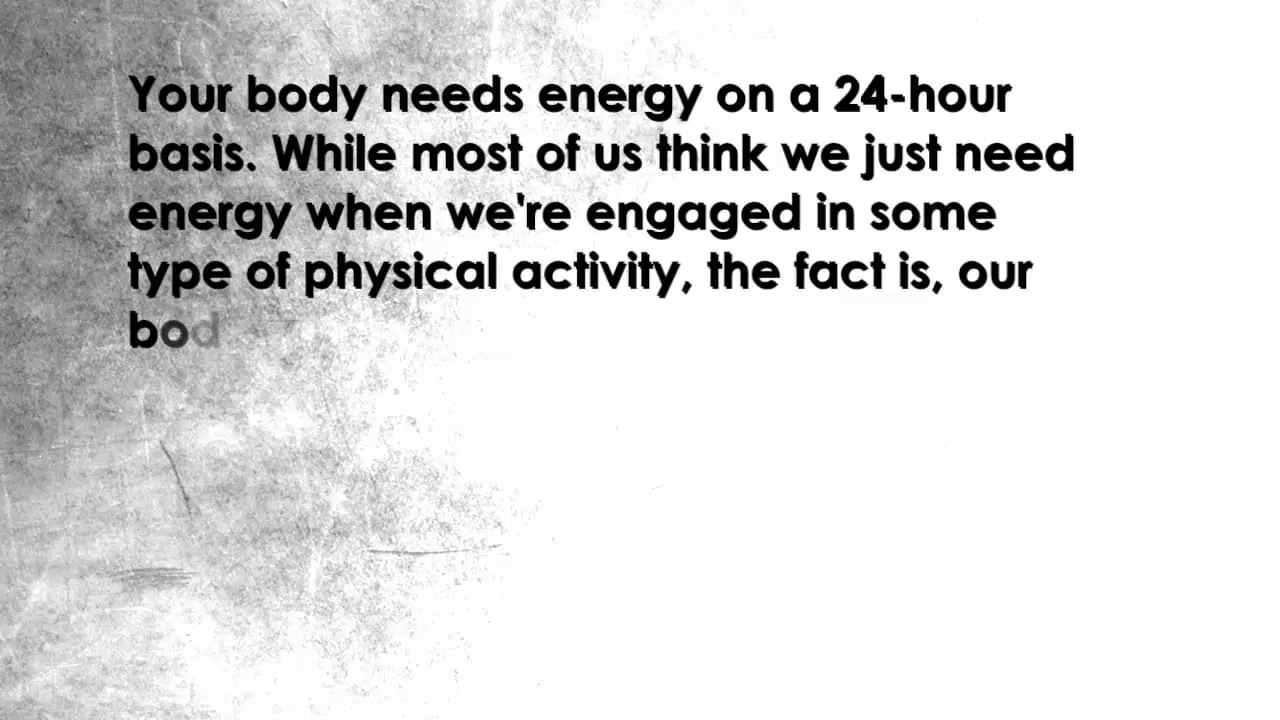 Your body needs energy on a 24-hour
basis. While most of us think we just need
energy when we're engaged in some
type of physical activity, the fact is, our
bod